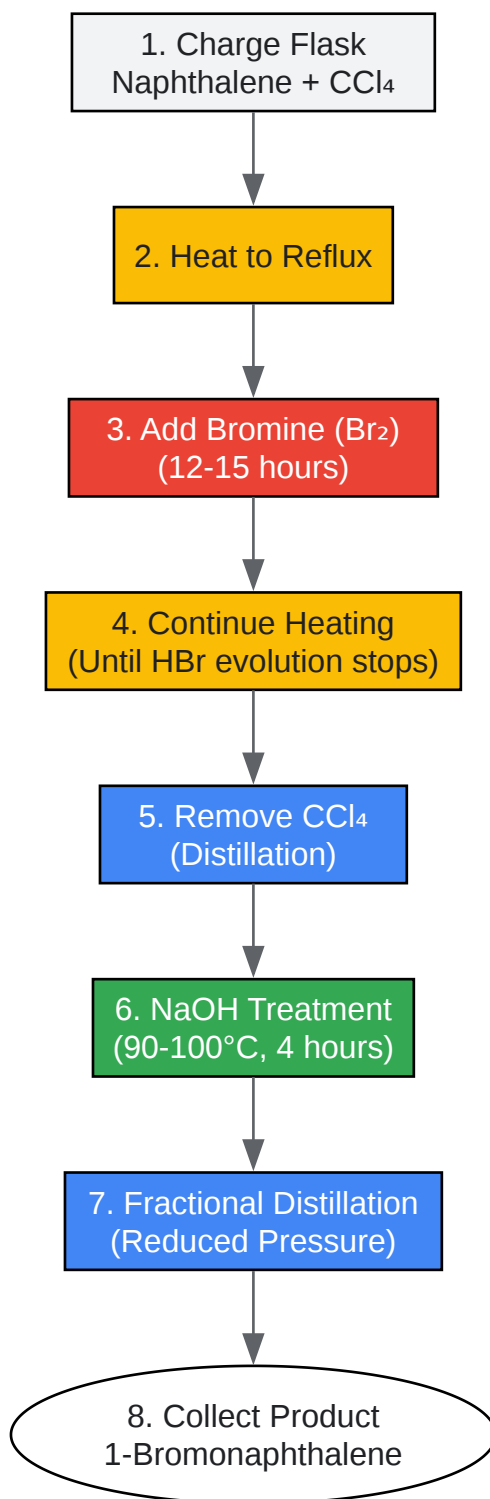 1. Charge Flask
Naphthalene + CCl₄
2. Heat to Reflux
3. Add Bromine (Br₂)
(12-15 hours)
4. Continue Heating
(Until HBr evolution stops)
5. Remove CCl₄
(Distillation)
6. NaOH Treatment
(90-100°C, 4 hours)
7. Fractional Distillation
(Reduced Pressure)
8. Collect Product
1-Bromonaphthalene